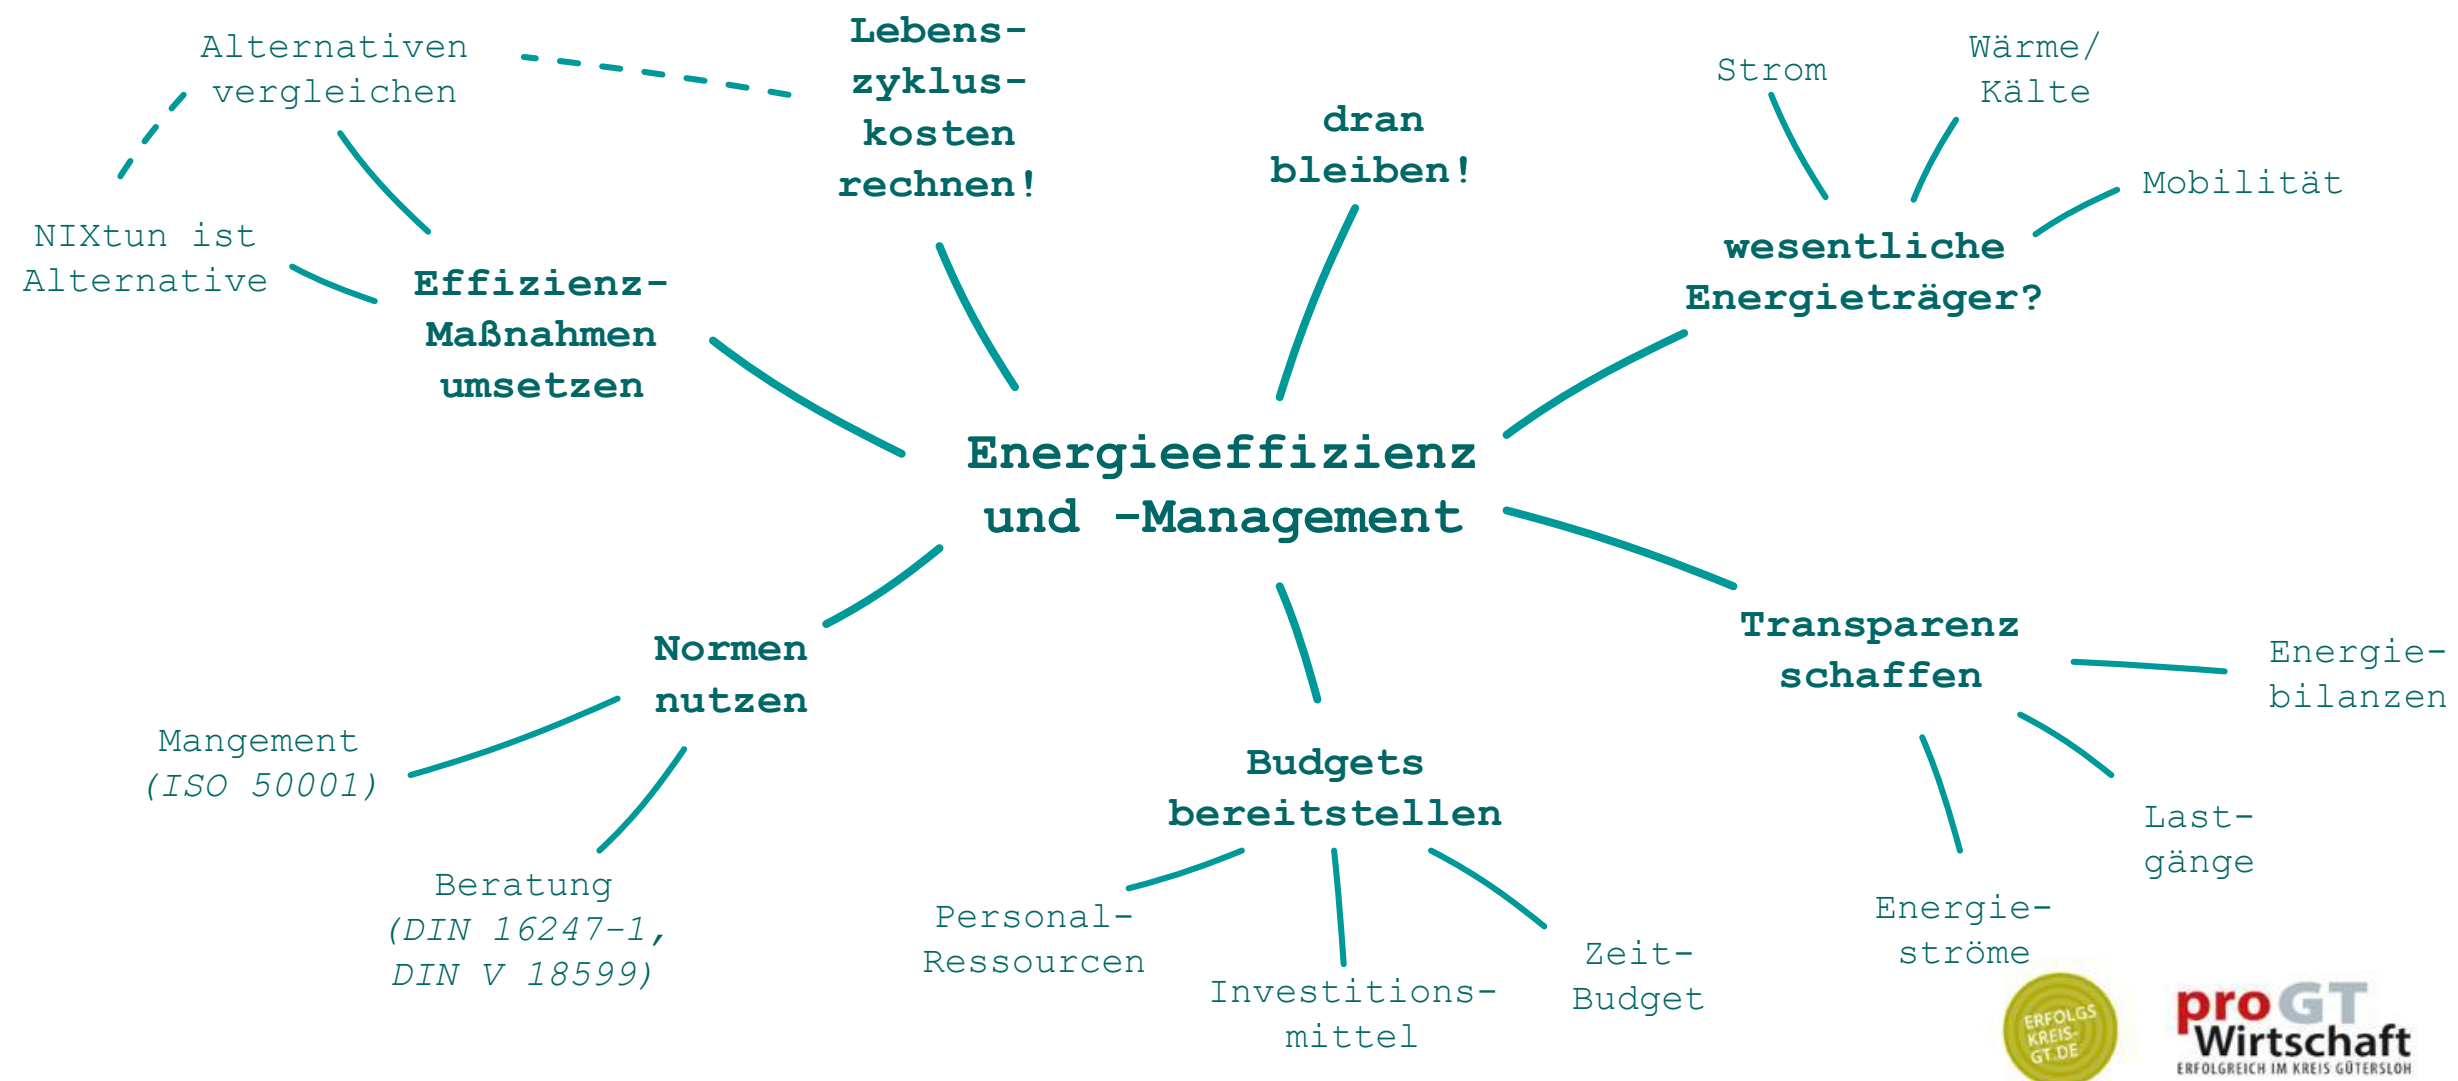 Alternativen
vergleichen
NIXtun ist
Alternative
Effizienz-
Maßnahmen
umsetzen
Lebens-
zyklus-
kosten
rechnen!
dran
bleiben!
Strom
Wärme/
Kälte
Mobilität
wesentliche
Energieträger?
Energieeffizienz
und -Management
Normen
nutzen
Mangement
(ISO 50001)
Beratung
(DIN 16247-1,
DIN V 18599)
Budgets
bereitstellen
Personal-
Ressourcen
Investitions-
mittel
Zeit-
Budget
Transparenz
schaffen
Energie-
bilanzen
Last-
gänge
Energie-
ströme
ERFOLGS
KREIS-
GT.DE
pro GT
Wirtschaft
ERFOLGREICH IM KREIS GÜTERSLOH